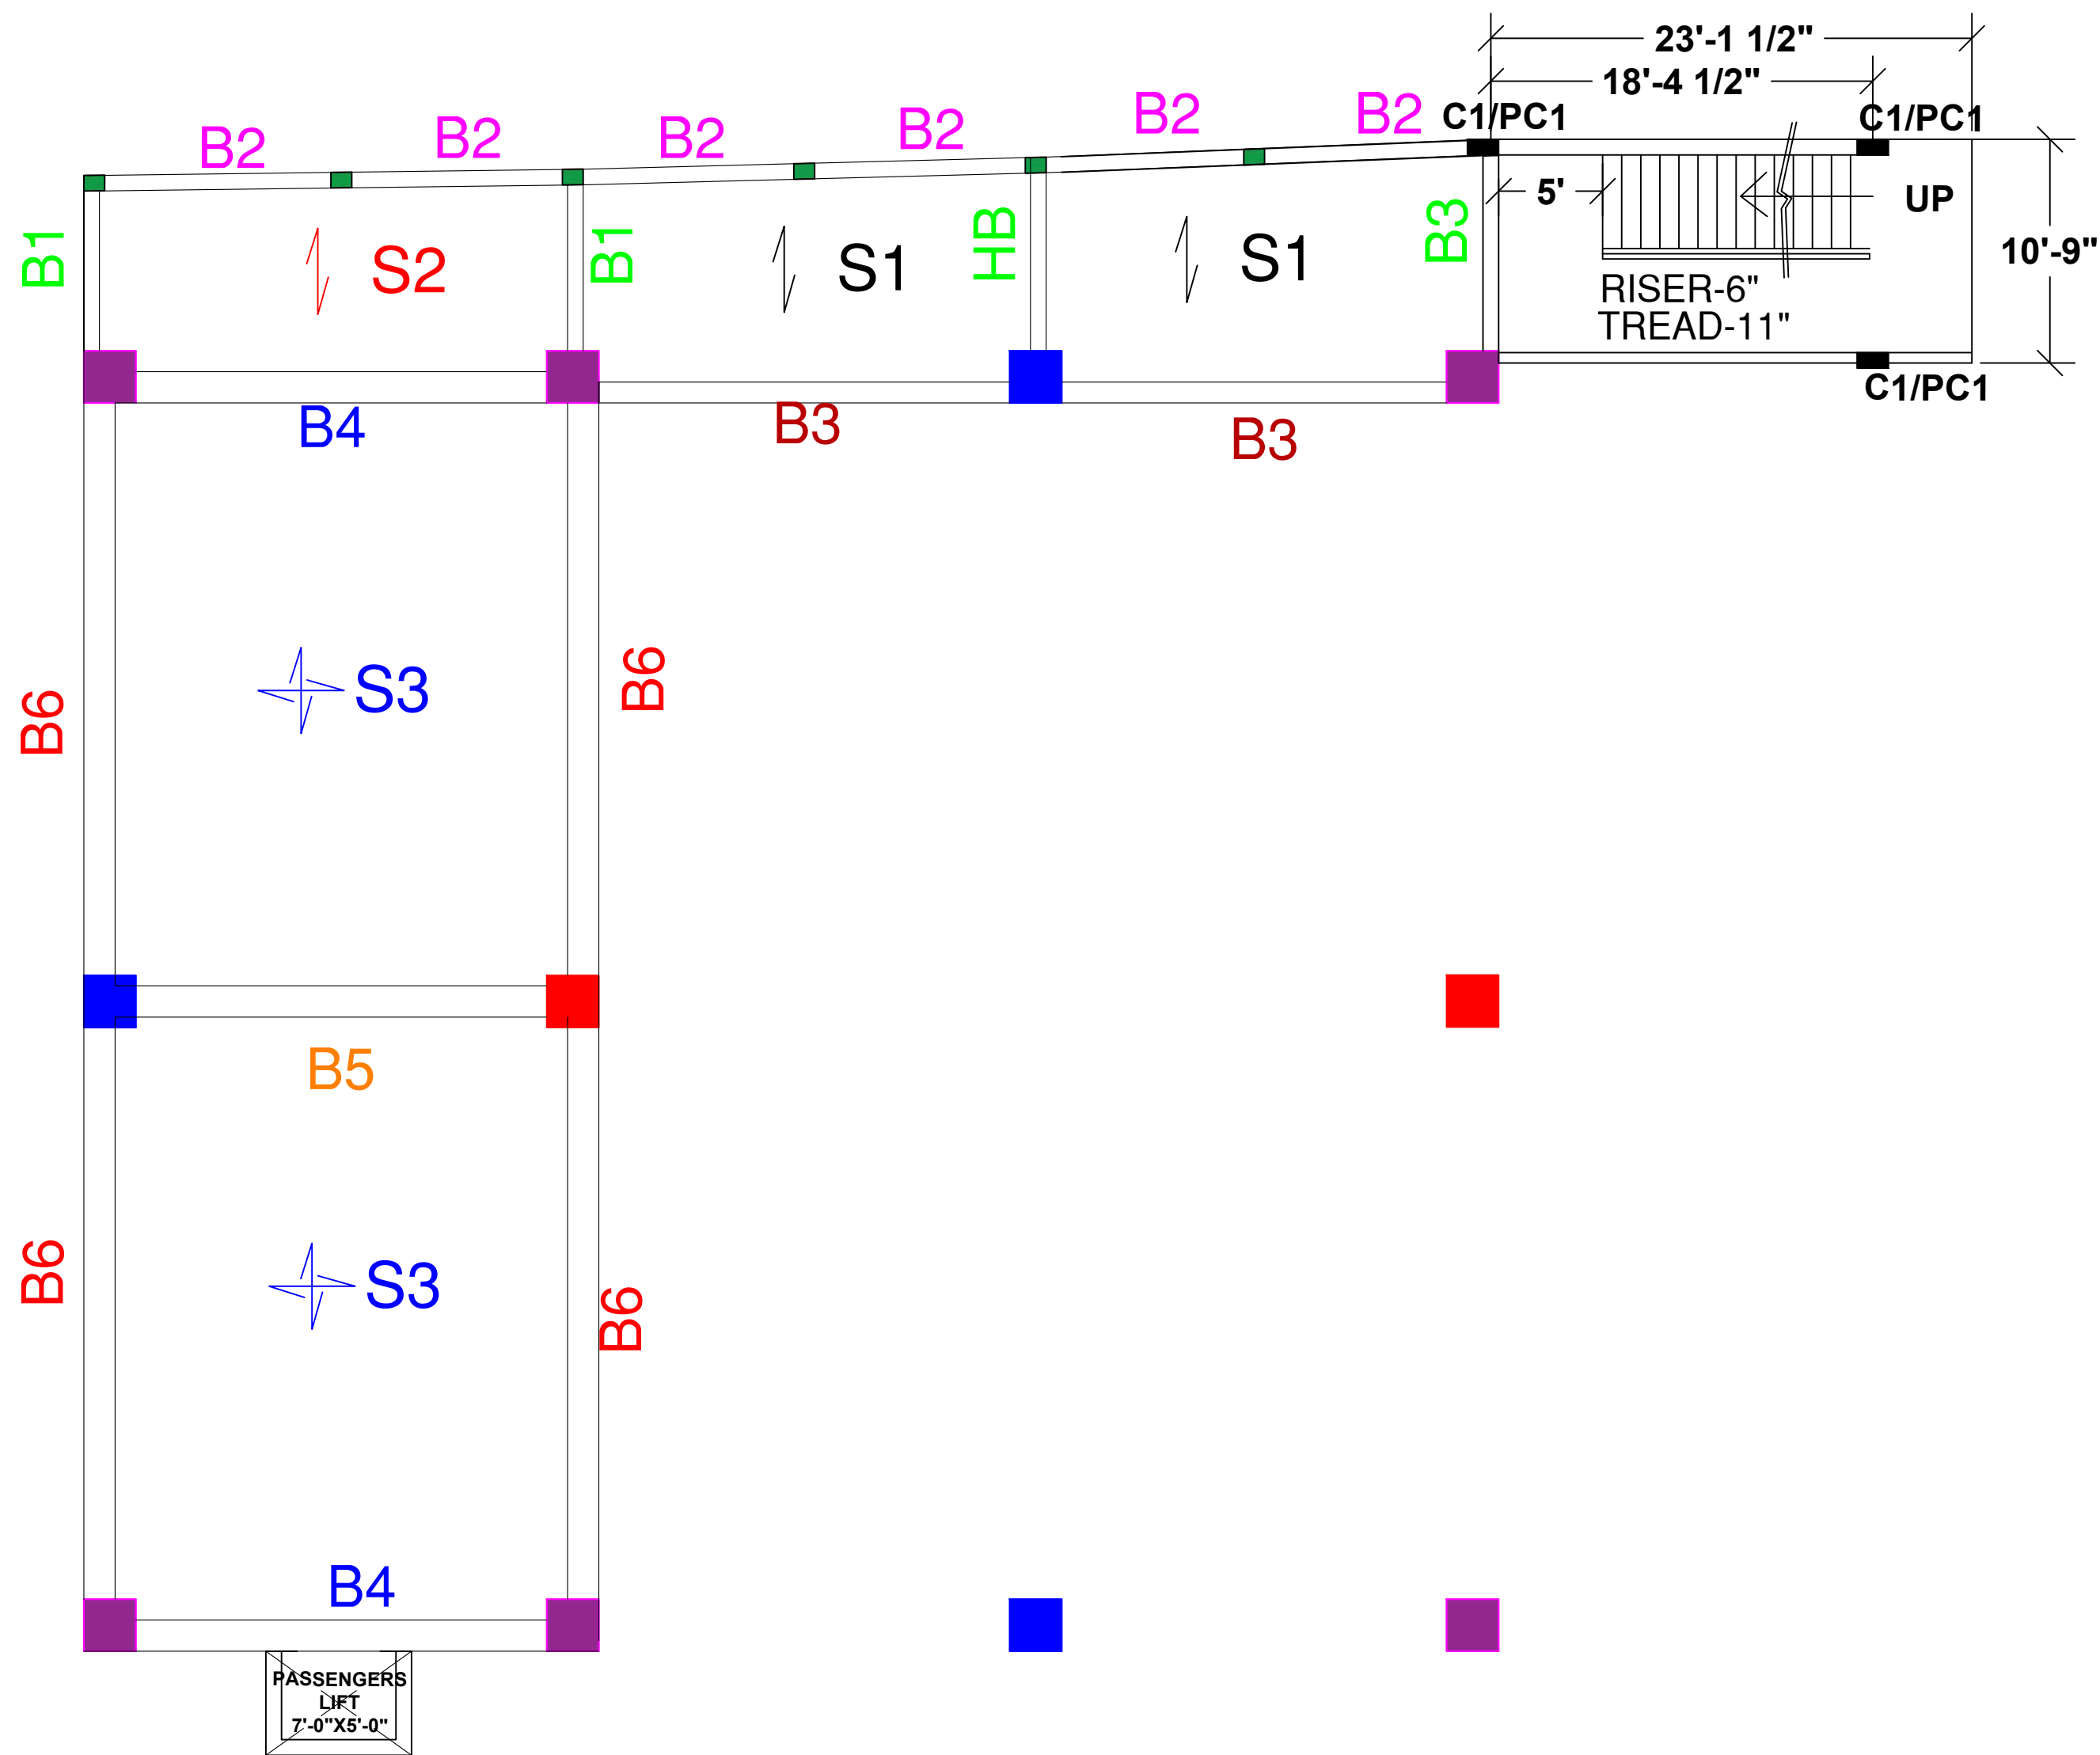 23'-1 1/2"
18'-4 1/2"
C1/PC1
C1/PC1
B2
B2
B2
B2
B2
B2
5'
UP
10'-9"
B1
S2
B1
S1
HB
S1
B3
RISER-6"
TREAD-11"
C1/PC1
B4
B3
B3
B6
S3
B6
B5
B6
S3
B6
B4
PASSENGERS
LIFT
7'-0"X5'-0"